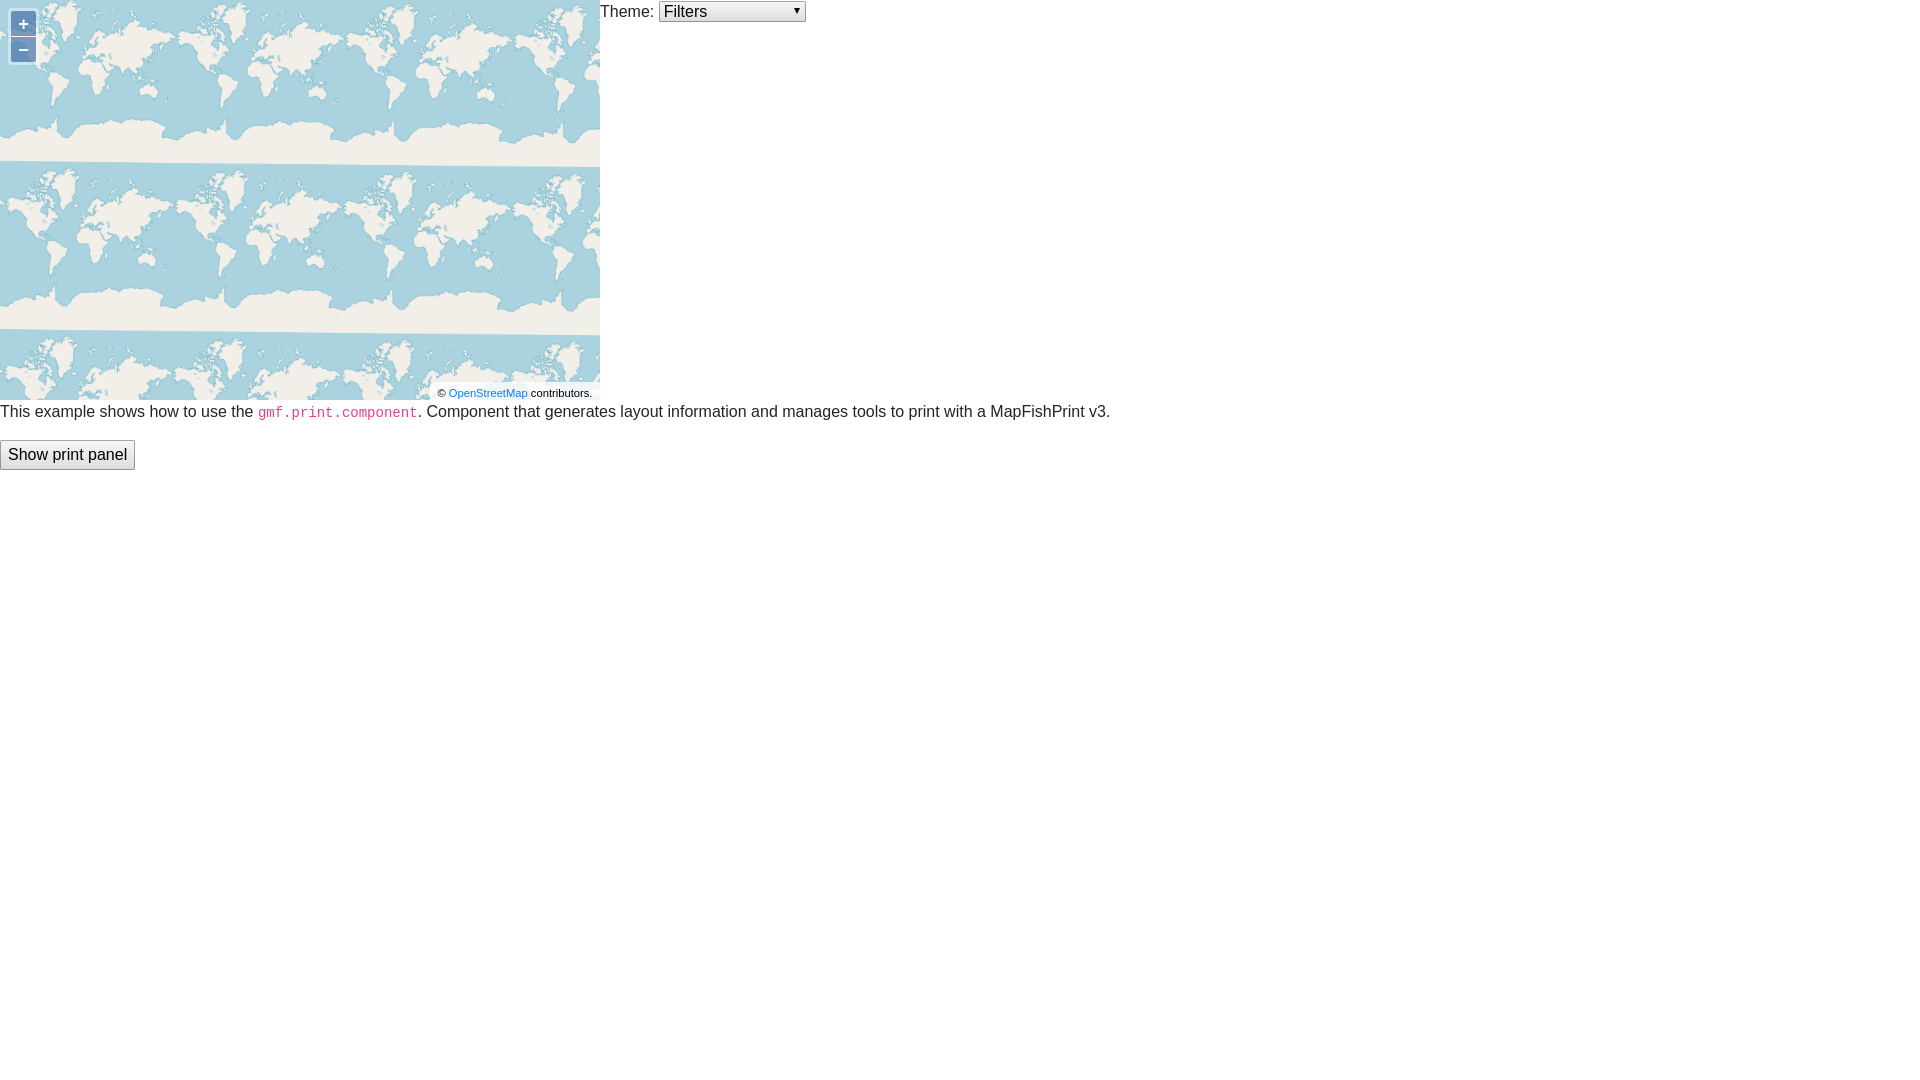 +
−
Theme: Filters
© OpenStreetMap contributors.
This example shows how to use the gmf.print.component. Component that generates layout information and manages tools to print with a MapFishPrint v3.
Show print panel